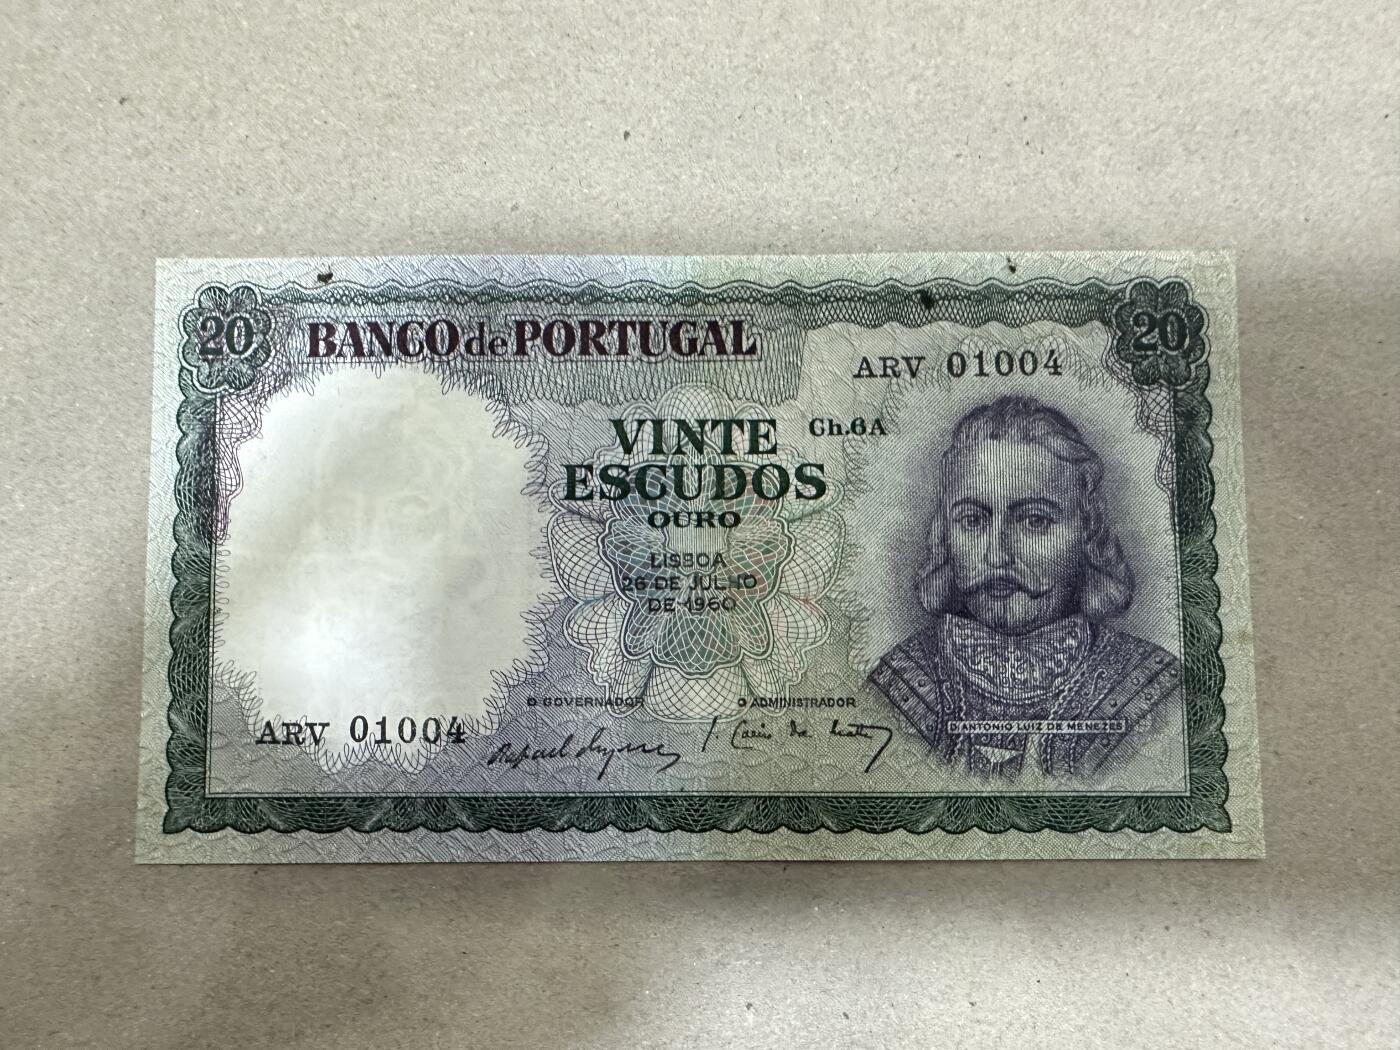 20
BANCO de PORTUGAL
20
ARV 01004
VINTE
Ch.6A
ESCUDOS
OURO
LISBOA
26 DE JULHO
DE 1960
O GOVERNADOR
O ADMINISTRADOR
ARV 01004
D. ANTONIO LUIZ DE MENEZES